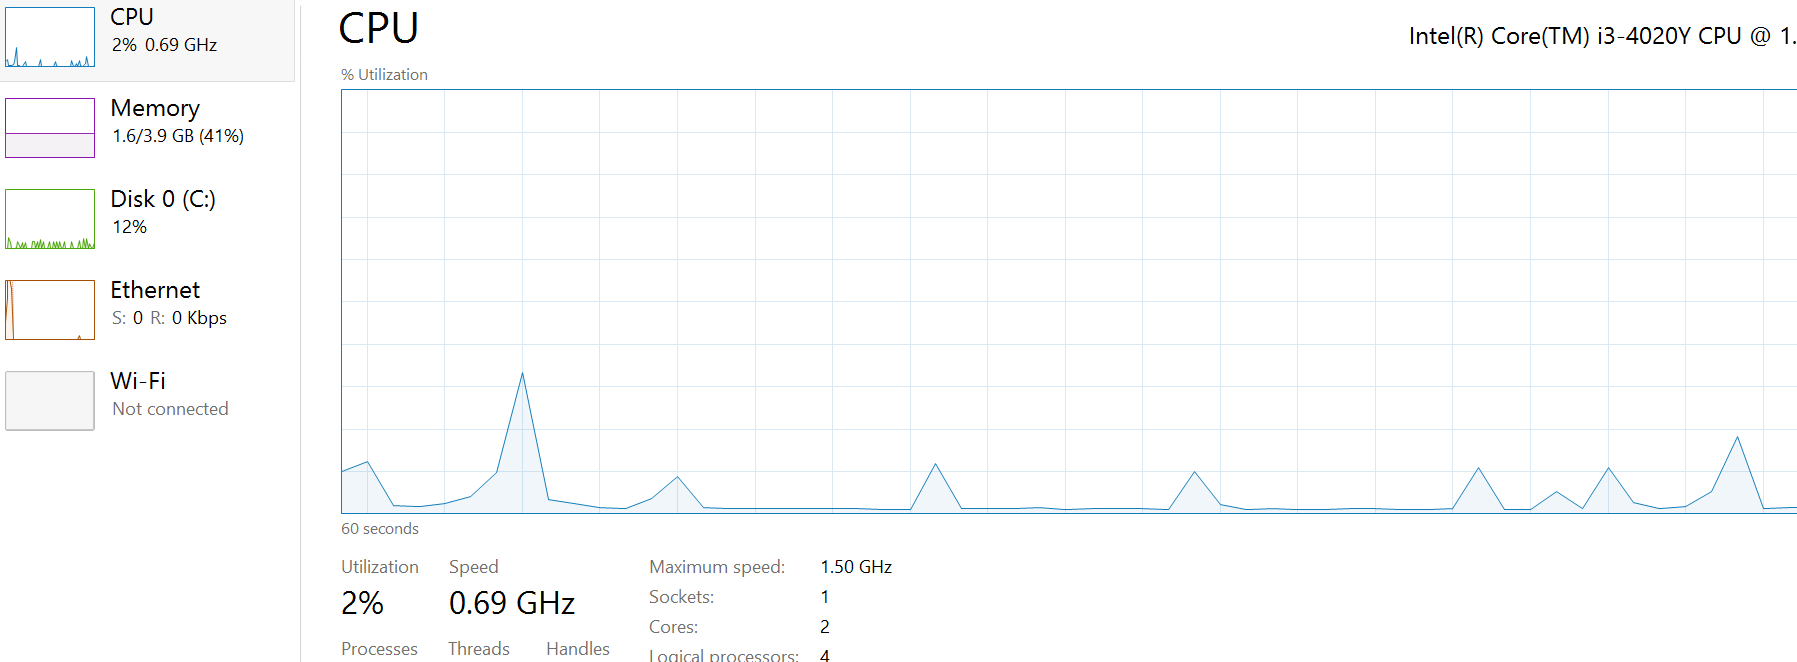 CPU
2% 0.69 GHz
Memory
1.6/3.9 GB (41%)
Disk 0 (C:)
12%
Ethernet
S: 0 R: 0 Kbps
Wi-Fi
Not connected
CPU
Intel(R) Core(TM) i3-4020Y CPU @ 1.
% Utilization
60 seconds
Utilization Speed
2% 0.69 GHz
Processes Threads Handles
Maximum speed: 1.50 GHz
Sockets: 1
Cores: 2
Logical processors: 4